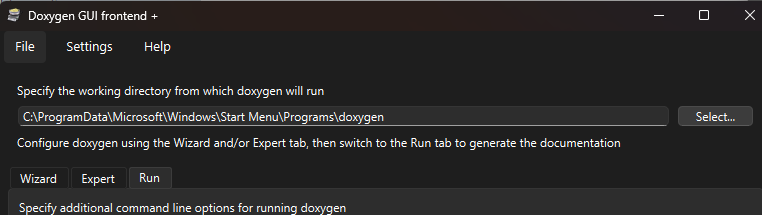 Doxygen GUI frontend +
File Settings Help
Specify the working directory from which doxygen will run
C:\ProgramData\Microsoft\Windows\Start Menu\Programs\doxygen
Select...
Configure doxygen using the Wizard and/or Expert tab, then switch to the Run tab to generate the documentation
Wizard Expert Run
Specify additional command line options for running doxygen